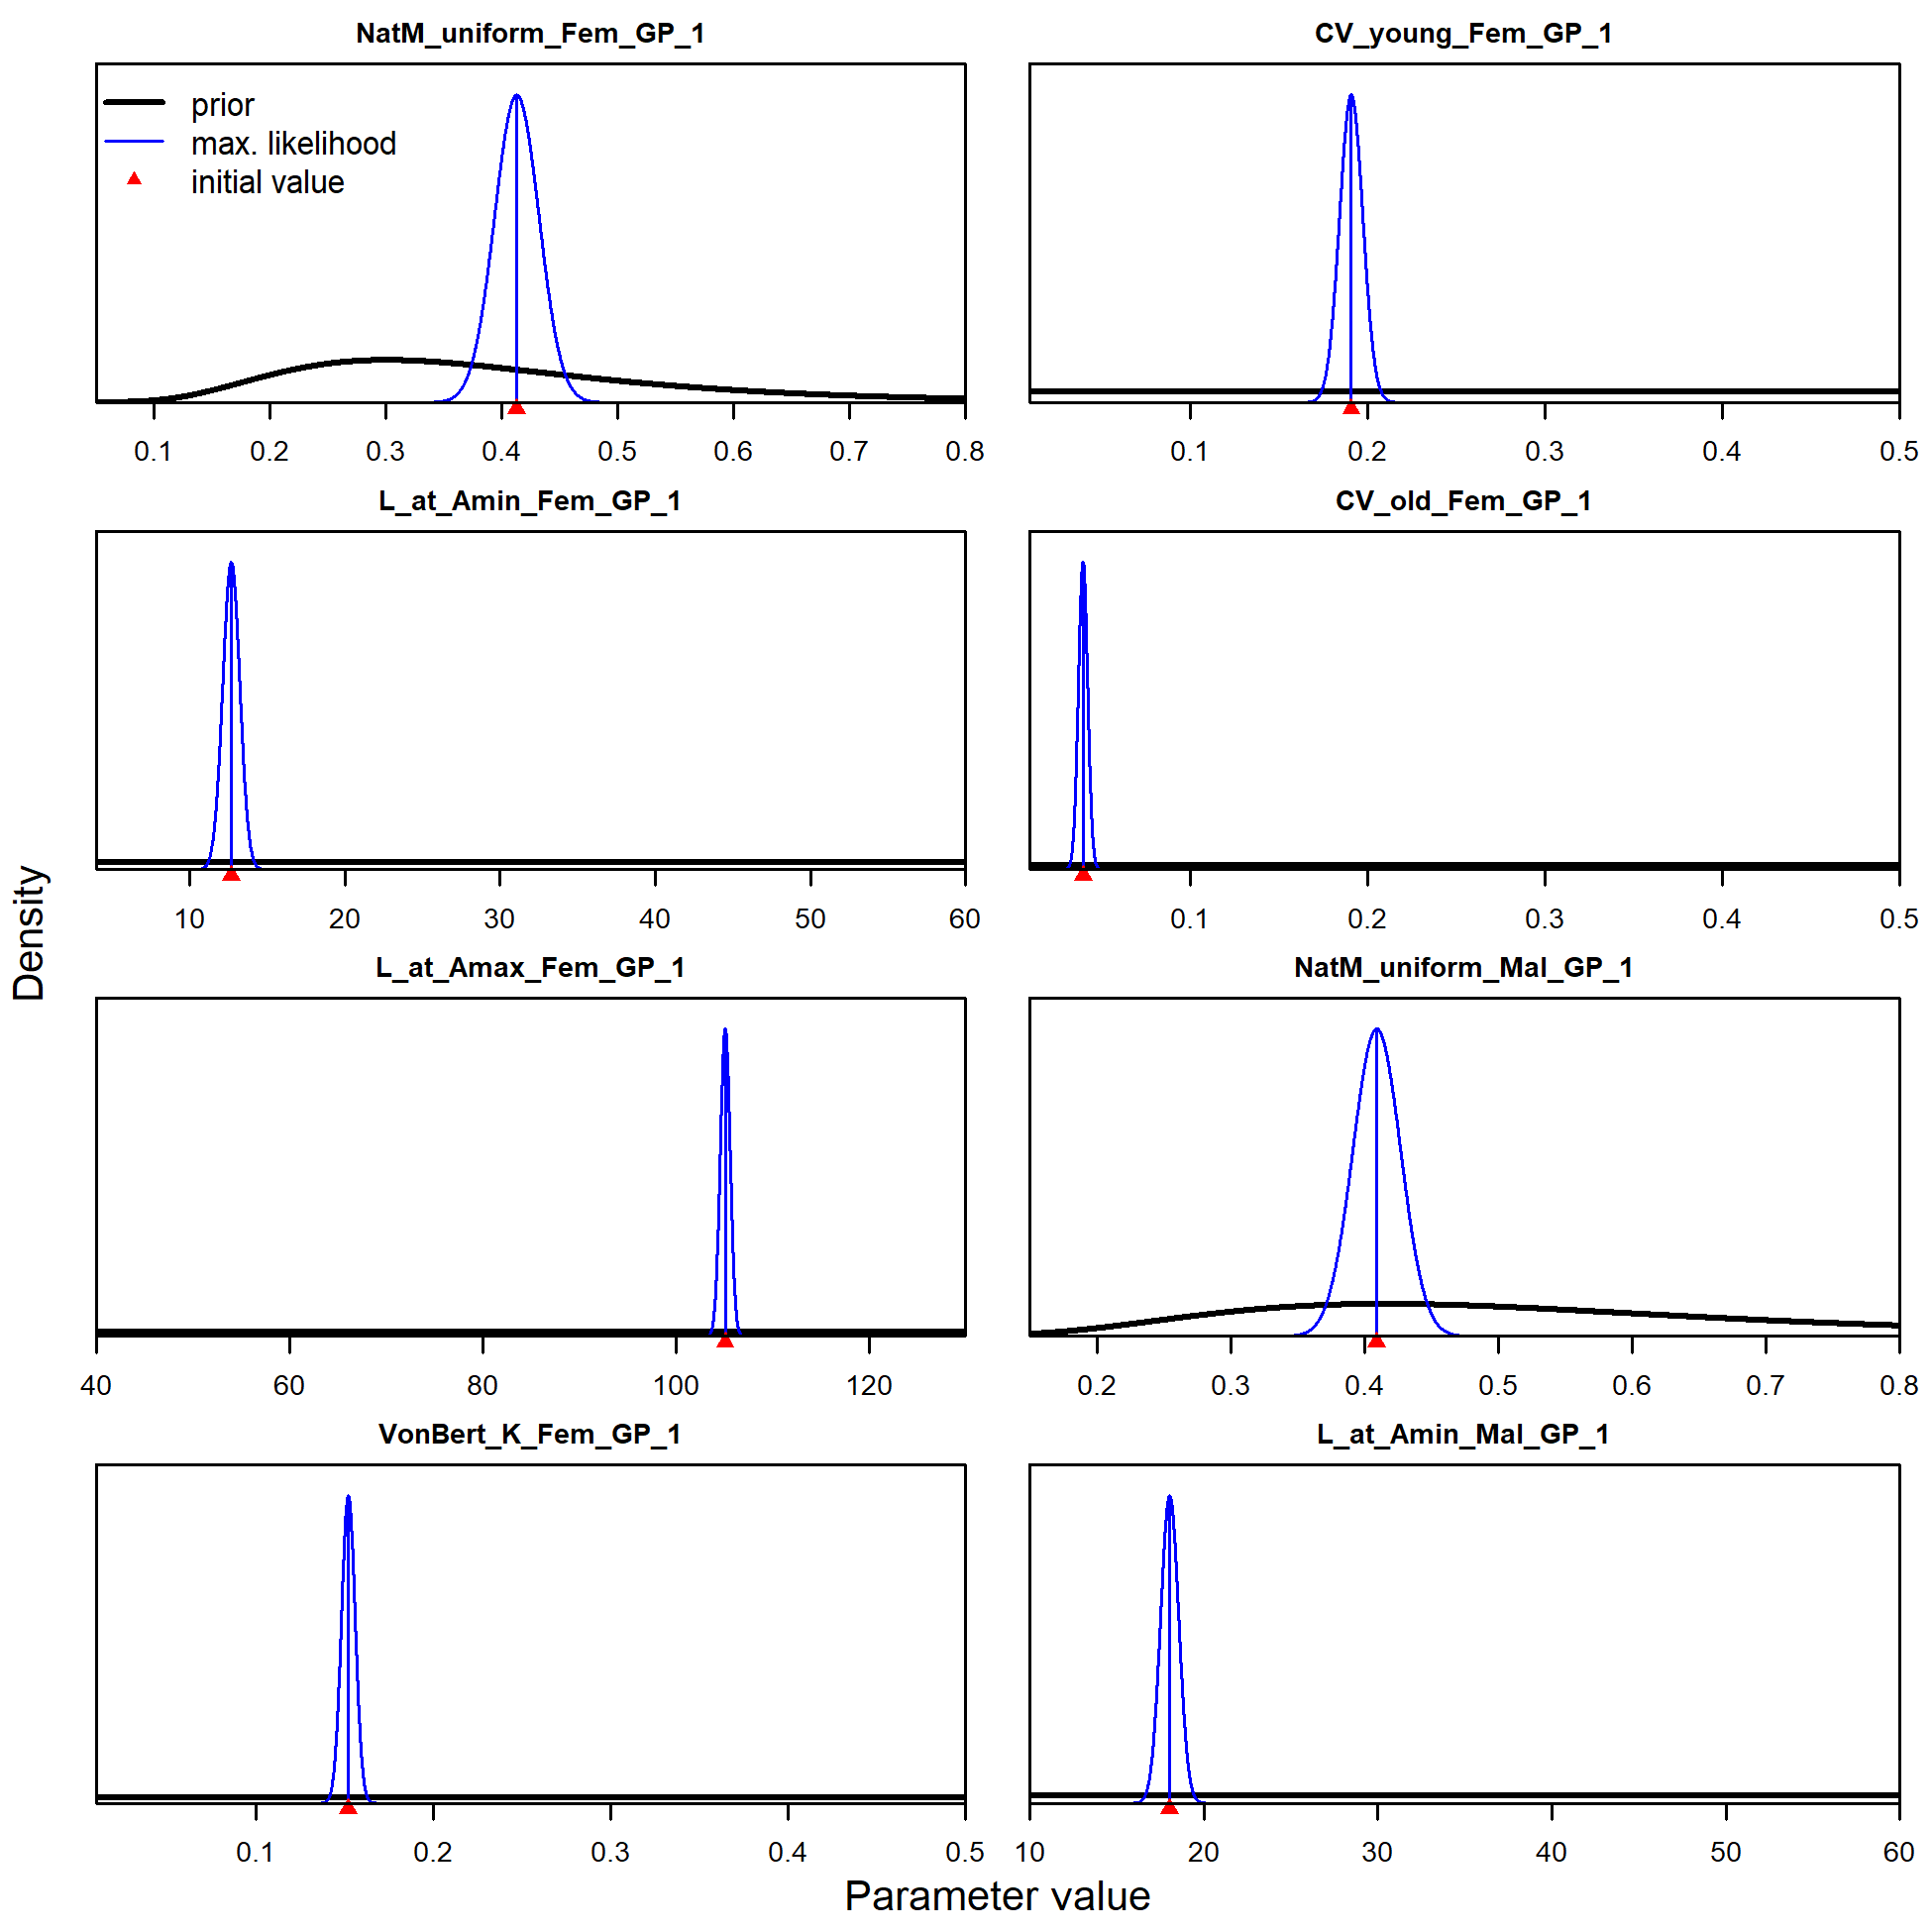 NatM_uniform_Fem_GP_1
prior
max. likelihood
initial value
0.1 0.2 0.3 0.4 0.5 0.6 0.7 0.8
CV_young_Fem_GP_1
0.1 0.2 0.3 0.4 0.5
L_at_Amin_Fem_GP_1
10 20 30 40 50 60
CV_old_Fem_GP_1
0.1 0.2 0.3 0.4 0.5
L_at_Amax_Fem_GP_1
40 60 80 100 120
NatM_uniform_Mal_GP_1
0.2 0.3 0.4 0.5 0.6 0.7 0.8
VonBert_K_Fem_GP_1
0.1 0.2 0.3 0.4 0.5
L_at_Amin_Mal_GP_1
10 20 30 40 50 60
Density
Parameter value